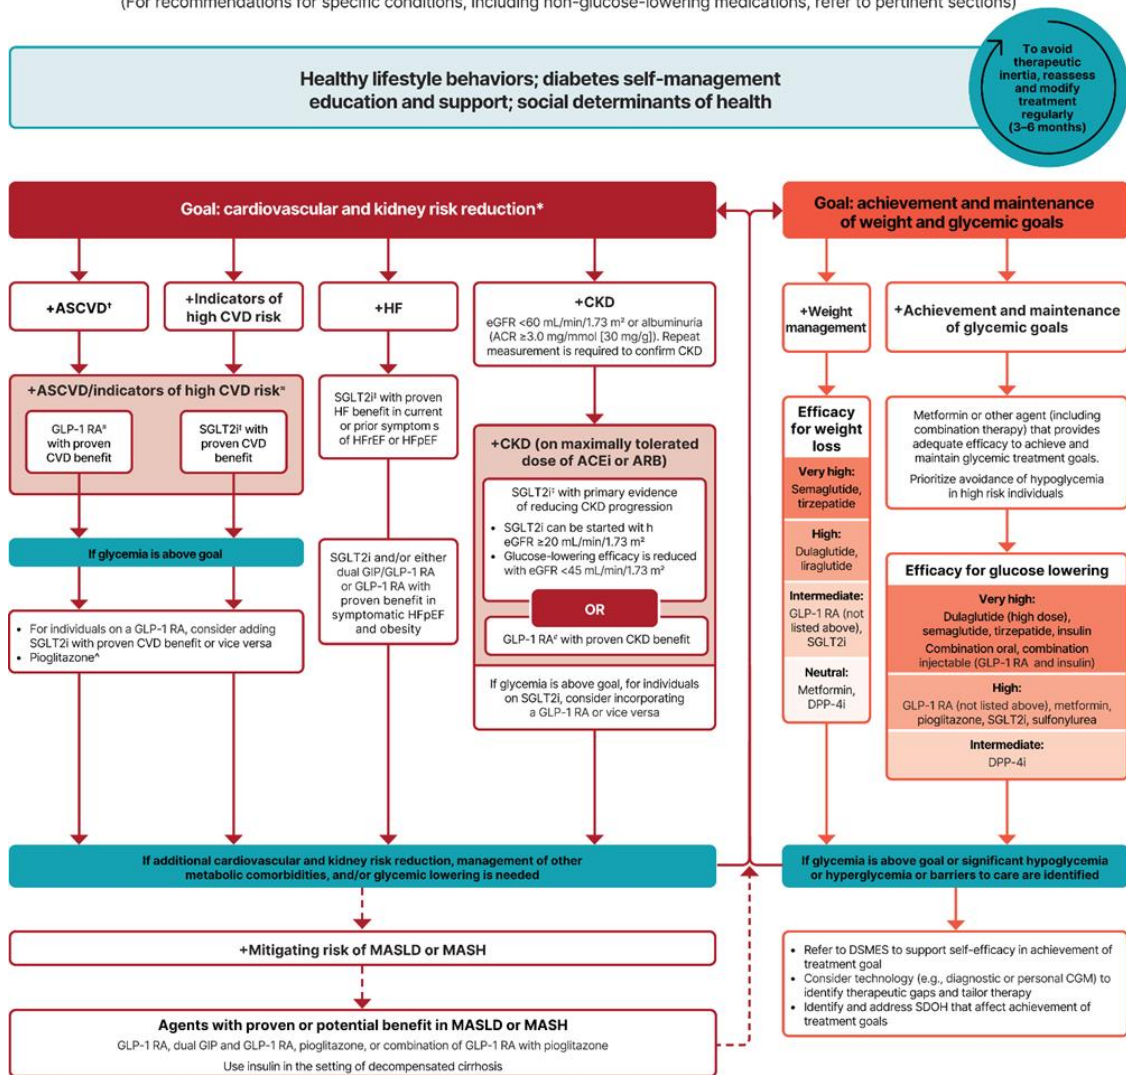 (For recommendations for specific conditions, including non-glucose-lowering medications, refer to pertinent sections)
Healthy lifestyle behaviors; diabetes self-management
education and support; social determinants of health
To avoid
therapeutic
inertia, reassess
and modify
treatment
regularly
(3–6 months)
Goal: cardiovascular and kidney risk reduction*
+ASCVD†
+Indicators of
high CVD risk
+HF
+CKD
eGFR <60 mL/min/1.73 m² or albuminuria
(ACR ≥3.0 mg/mmol [30 mg/g]). Repeat
measurement is required to confirm CKD
+ASCVD/indicators of high CVD risk
GLP-1 RA
with proven
CVD benefit
SGLT2i‡ with
proven CVD
benefit
If glycemia is above goal
• For individuals on a GLP-1 RA, consider adding
SGLT2i with proven CVD benefit or vice versa
• Pioglitazone^
SGLT2i‡ with proven
HF benefit in current
or prior symptoms
of HFrEF or HFpEF
SGLT2i and/or either
dual GIP/GLP-1 RA
or GLP-1 RA with
proven benefit in
symptomatic HFpEF
and obesity
+CKD (on maximally tolerated
dose of ACEi or ARB)
SGLT2i‡ with primary evidence
of reducing CKD progression
• SGLT2i can be started with
eGFR ≥20 mL/min/1.73 m²
• Glucose-lowering efficacy is reduced
with eGFR <45 mL/min/1.73 m²
OR
GLP-1 RA with proven CKD benefit
If glycemia is above goal, for individuals
on SGLT2i, consider incorporating
a GLP-1 RA or vice versa
If additional cardiovascular and kidney risk reduction, management of other
metabolic comorbidities, and/or glycemic lowering is needed
+Mitigating risk of MASLD or MASH
Agents with proven or potential benefit in MASLD or MASH
GLP-1 RA, dual GIP and GLP-1 RA, pioglitazone, or combination of GLP-1 RA with pioglitazone
Use insulin in the setting of decompensated cirrhosis
Goal: achievement and maintenance
of weight and glycemic goals
+Weight
management
Efficacy
for weight
loss
Very high:
Semaglutide,
tirzepatide
High:
Dulaglutide,
liraglutide
Intermediate:
GLP-1 RA (not
listed above),
SGLT2i
Neutral:
Metformin,
DPP-4i
+Achievement and maintenance
of glycemic goals
Metformin or other agent (including
combination therapy) that provides
adequate efficacy to achieve and
maintain glycemic treatment goals.
Prioritize avoidance of hypoglycemia
in high risk individuals
Efficacy for glucose lowering
Very high:
Dulaglutide (high dose),
semaglutide, tirzepatide, insulin
Combination oral, combination
injectable (GLP-1 RA and insulin)
High:
GLP-1 RA (not listed above), metformin,
pioglitazone, SGLT2i, sulfonylurea
Intermediate:
DPP-4i
If glycemia is above goal or significant hypoglycemia
or hyperglycemia or barriers to care are identified
• Refer to DSMES to support self-efficacy in achievement of
treatment goal
• Consider technology (e.g., diagnostic or personal CGM) to
identify therapeutic gaps and tailor therapy
• Identify and address SDOH that affect achievement of
treatment goals